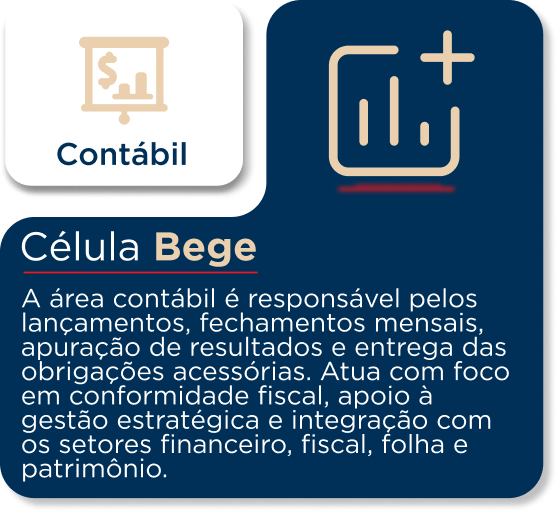 $
Contábil
Célula Bege
A área contábil é responsável pelos
lançamentos, fechamentos mensais,
apuração de resultados e entrega das
obrigações acessórias. Atua com foco
em conformidade fiscal, apoio à
gestão estratégica e integração com
os setores financeiro, fiscal, folha e
patrimônio.